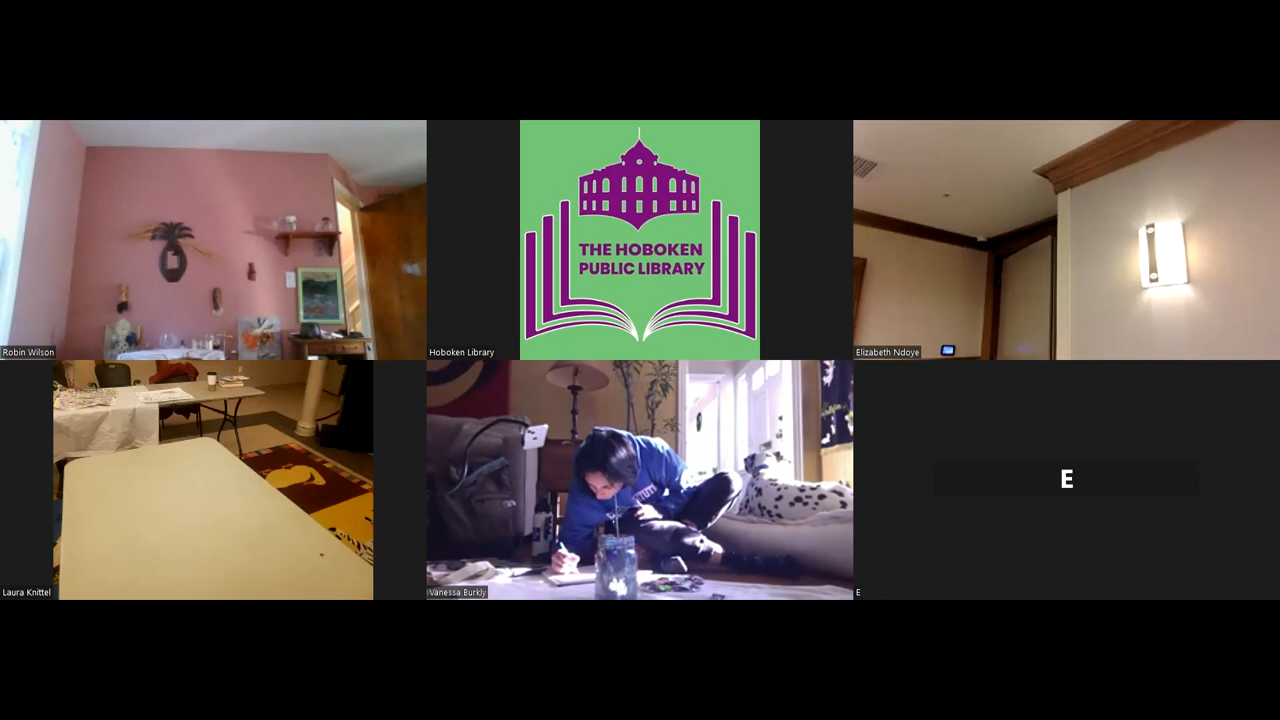 THE HOBOKEN
PUBLIC LIBRARY
Robin Wilson
Hoboken Library
Elizabeth Ndoye
E
Laura Knittel
Vanessa Burkly
E